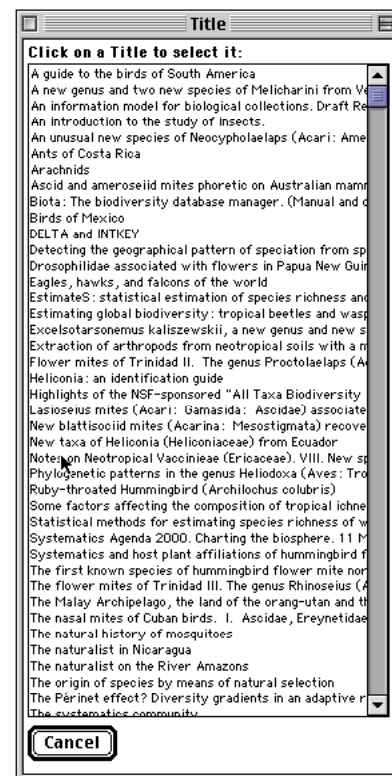 Title
Click on a Title to select it:
A guide to the birds of South America
A new genus and two new species of Melicharini from Ve
An information model for biological collections. Draft Re
An introduction to the study of insects.
An unusual new species of Neocypholaelaps (Acari: Ame
Ants of Costa Rica
Arachnids
Ascid and ameroseiid mites phoretic on Australian mamm
Biota: The biodiversity database manager. (Manual and d
Birds of Mexico
DELTA and INTKEY
Detecting the geographical pattern of speciation from sp
Drosophilidae associated with flowers in Papua New Guin
Eagles, hawks, and falcons of the world
EstimateS: statistical estimation of species richness and
Estimating global biodiversity: tropical beetles and wasp
Excelsotarsonemus kaliszewskii, a new genus and new s
Extraction of arthropods from neotropical soils with a m
Flower mites of Trinidad II. The genus Proctolaelaps (Ac
Heliconia: an identification guide
Highlights of the NSF-sponsored "All Taxa Biodiversity
Lasioseius mites (Acari: Gamasida: Ascidae) associate
New blattisociid mites (Acarina: Mesostigmata) recove
New taxa of Heliconia (Heliconiaceae) from Ecuador
Notes on Neotropical Vaccinieae (Ericaceae). VIII. New sp
Phylogenetic patterns in the genus Heliodoxa (Aves: Tro
Ruby-throated Hummingbird (Archilochus colubris)
Some factors affecting the composition of tropical ichne
Statistical methods for estimating species richness of w
Systematics Agenda 2000. Charting the biosphere. 11 M
Systematics and host plant affiliations of hummingbird f
The first known species of hummingbird flower mite nor
The flower mites of Trinidad III. The genus Rhinoseius (A
The Malay Archipelago, the land of the orang-utan and th
The nasal mites of Cuban birds. I. Ascidae, Ereynetidae
The natural history of mosquitoes
The naturalist in Nicaragua
The naturalist on the River Amazons
The origin of species by means of natural selection
The Périnet effect? Diversity gradients in an adaptive r
The systematics community
Cancel